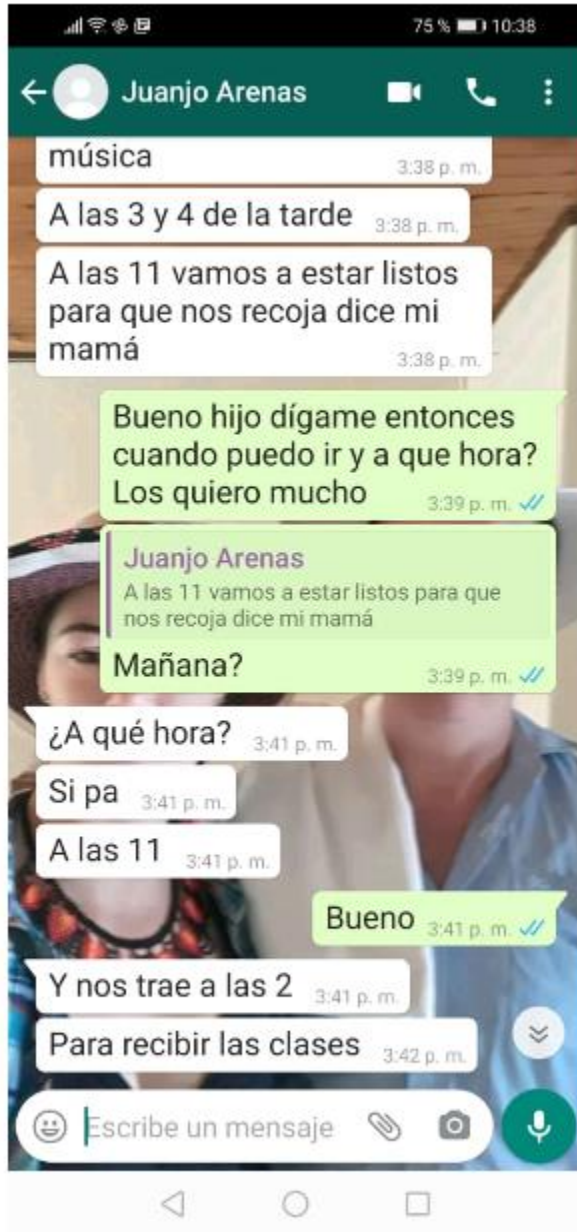 75 % 10:38
Juanjo Arenas
música
3:38 p. m.
A las 3 y 4 de la tarde 3:38 p. m.
A las 11 vamos a estar listos
para que nos recoja dice mi
mamá
3:38 p. m.
Bueno hijo dígame entonces
cuando puedo ir y a que hora?
Los quiero mucho 3:39 p. m.
Juanjo Arenas
A las 11 vamos a estar listos para que
nos recoja dice mi mamá
Mañana? 3:39 p. m.
¿A qué hora? 3:41 p. m.
Si pa 3:41 p. m.
A las 11 3:41 p. m.
Bueno 3:41 p. m.
Y nos trae a las 2 3:41 p. m.
Para recibir las clases 3:42 p. m.
Escribe un mensaje